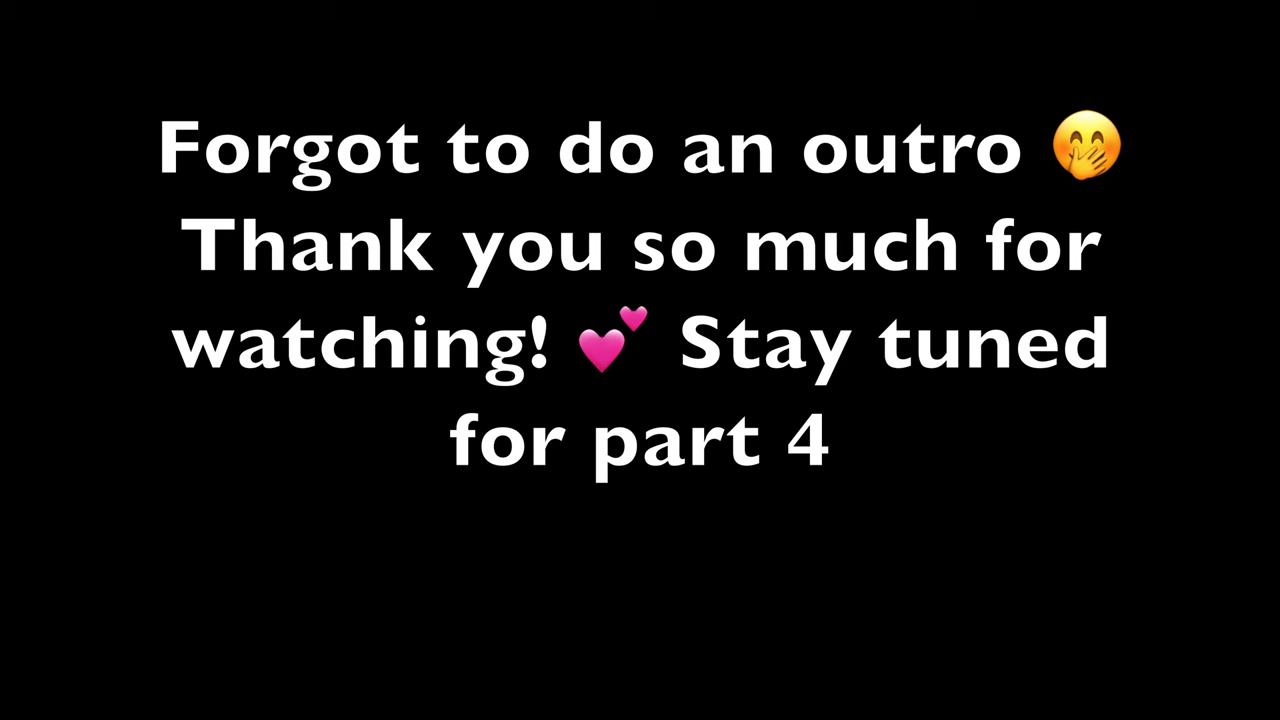 Forgot to do an outro 🤭
Thank you so much for
watching! 💕 Stay tuned
for part 4